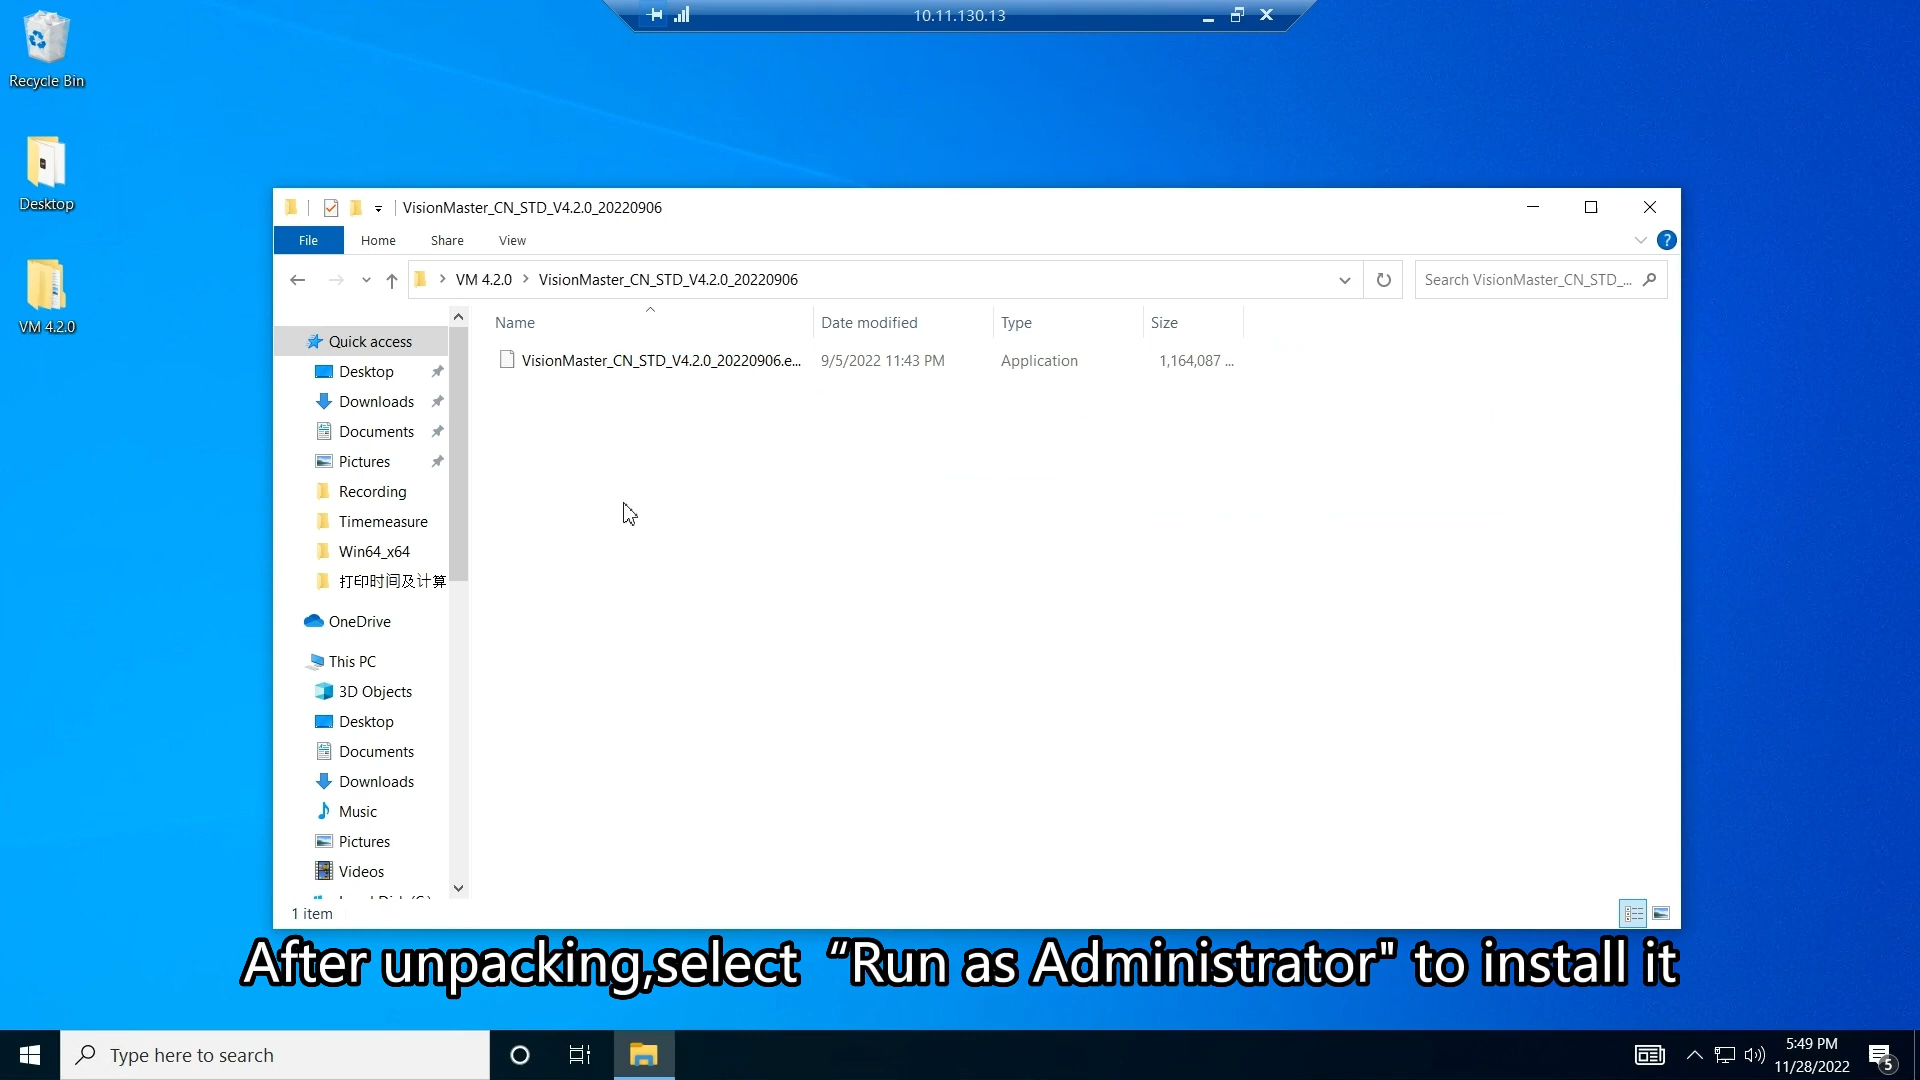 10.11.130.13
Recycle Bin
Desktop
VM 4.2.0
VisionMaster_CN_STD_V4.2.0_20220906
File Home Share View
VM 4.2.0 > VisionMaster_CN_STD_V4.2.0_20220906
Search VisionMaster_CN_STD_...
Name Date modified Type Size
VisionMaster_CN_STD_V4.2.0_20220906.e... 9/5/2022 11:43 PM Application 1,164,087 ...
Quick access
Desktop
Downloads
Documents
Pictures
Recording
Timemeasure
Win64_x64
打印时间及计算
OneDrive
This PC
3D Objects
Desktop
Documents
Downloads
Music
Pictures
Videos
1 item
After unpacking,select “Run as Administrator" to install it
Type here to search
5:49 PM
11/28/2022
5